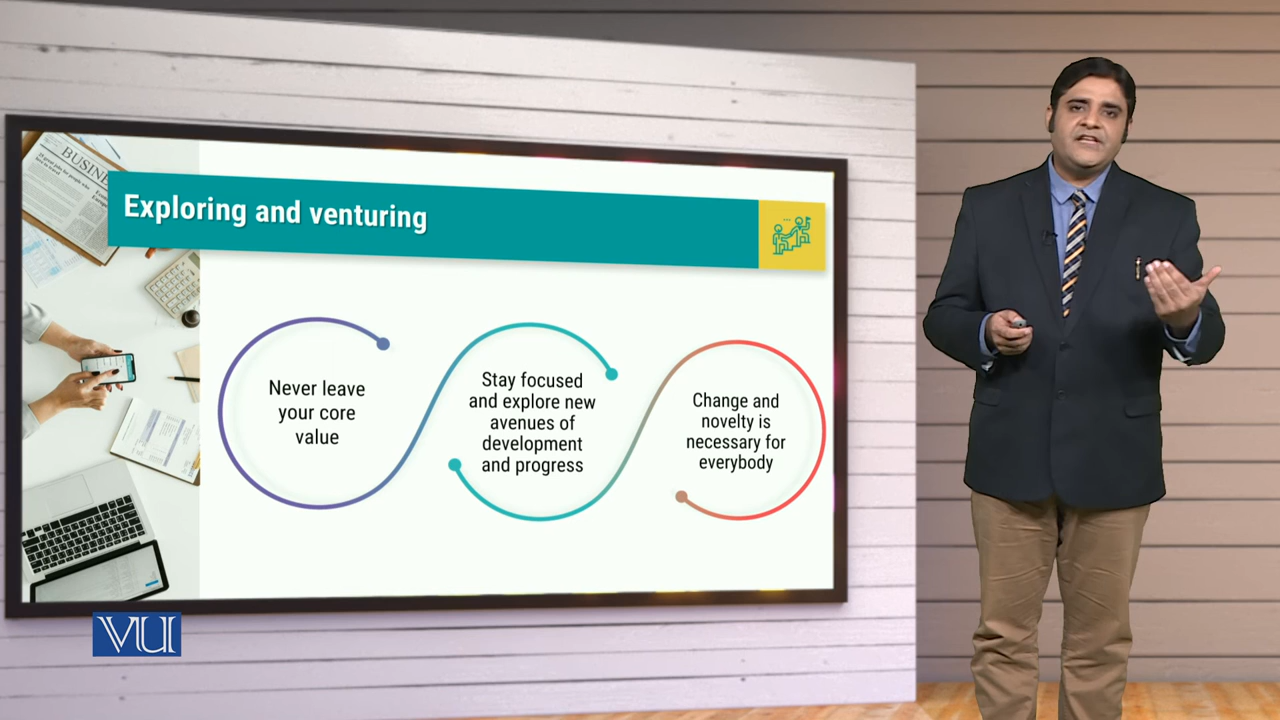 BUSINE
Exploring and venturing
Never leave
your core
value
Stay focused
and explore new
avenues of
development
and progress
Change and
novelty is
necessary for
everybody
VU